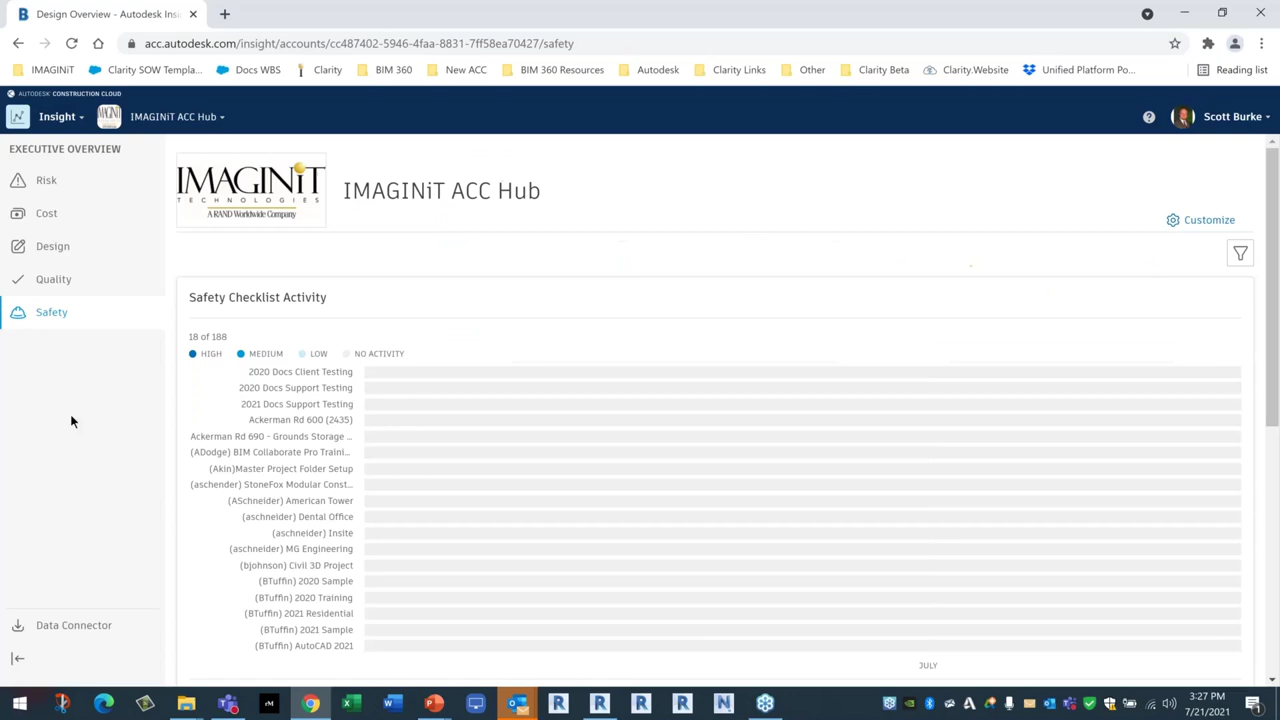 Design Overview - Autodesk Insi
acc.autodesk.com/insight/accounts/cc487402-5946-4faa-8831-7ff58ea70427/safety
IMAGINiT
Clarity SOW Templa...
Docs WBS
Clarity
BIM 360
New ACC
BIM 360 Resources
Autodesk
Clarity Links
Other
Clarity Beta
Clarity.Website
Unified Platform Po...
Reading list
AUTODESK CONSTRUCTION CLOUD
Insight
IMAGINiT ACC Hub
Scott Burke
EXECUTIVE OVERVIEW
Risk
Cost
Design
Quality
Safety
Data Connector
IMAGINiT
TECHNOLOGIES
A RAND Worldwide Company
IMAGINiT ACC Hub
Customize
Safety Checklist Activity
18 of 188
HIGH
MEDIUM
LOW
NO ACTIVITY
2020 Docs Client Testing
2020 Docs Support Testing
2021 Docs Support Testing
Ackerman Rd 600 (2435)
Ackerman Rd 690 - Grounds Storage ...
(ADodge) BIM Collaborate Pro Traini...
(Akin)Master Project Folder Setup
(aschender) StoneFox Modular Const...
(ASchneider) American Tower
(aschneider) Dental Office
(aschneider) Insite
(aschneider) MG Engineering
(bjohnson) Civil 3D Project
(BTuffin) 2020 Sample
(BTuffin) 2020 Training
(BTuffin) 2021 Residential
(BTuffin) 2021 Sample
(BTuffin) AutoCAD 2021
JULY
3:27 PM
7/21/2021